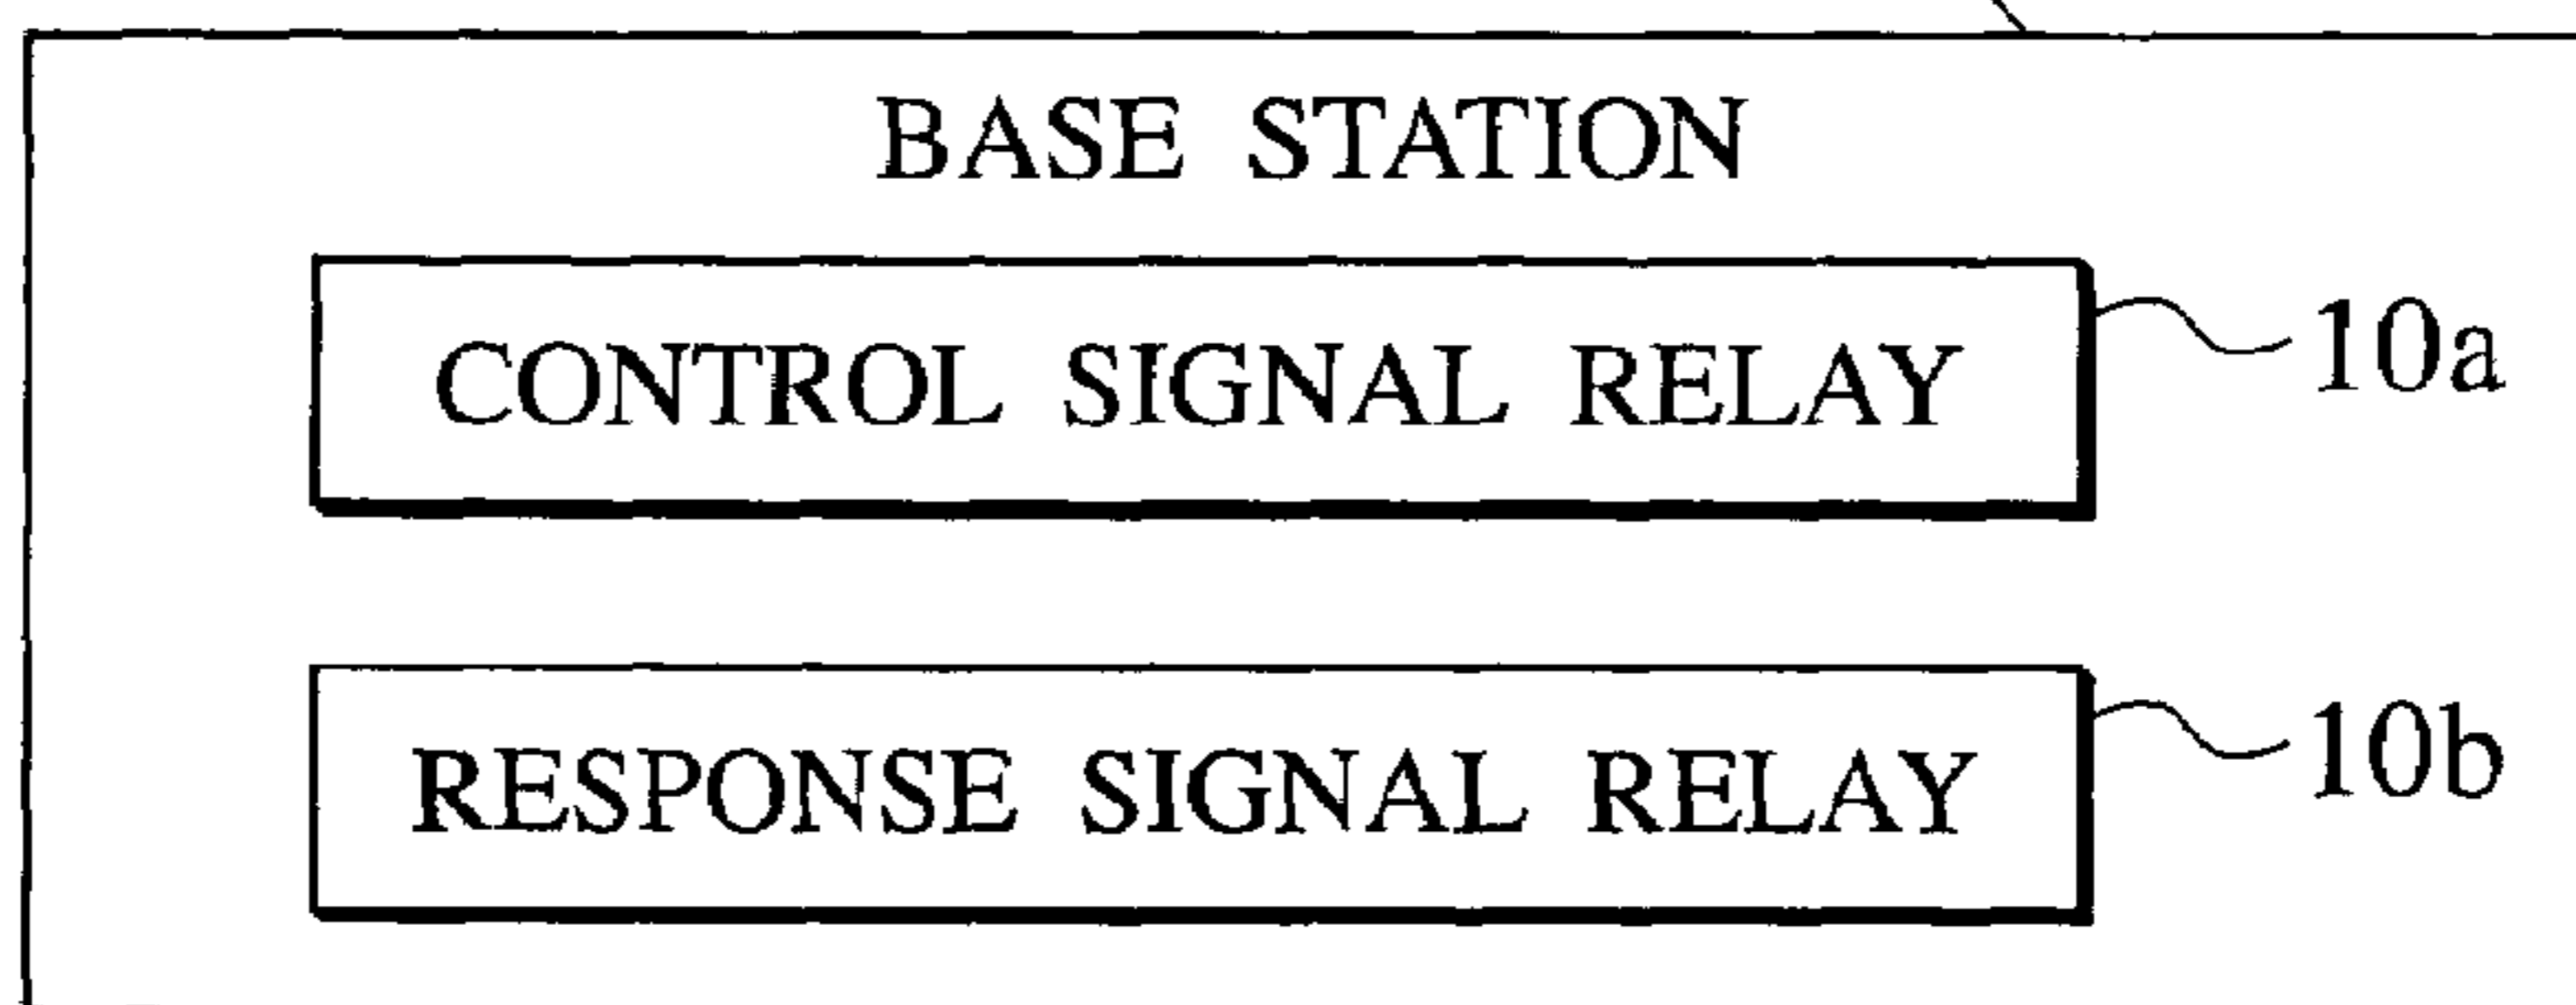 BASE STATION
CONTROL SIGNAL RELAY 10a
RESPONSE SIGNAL RELAY 10b